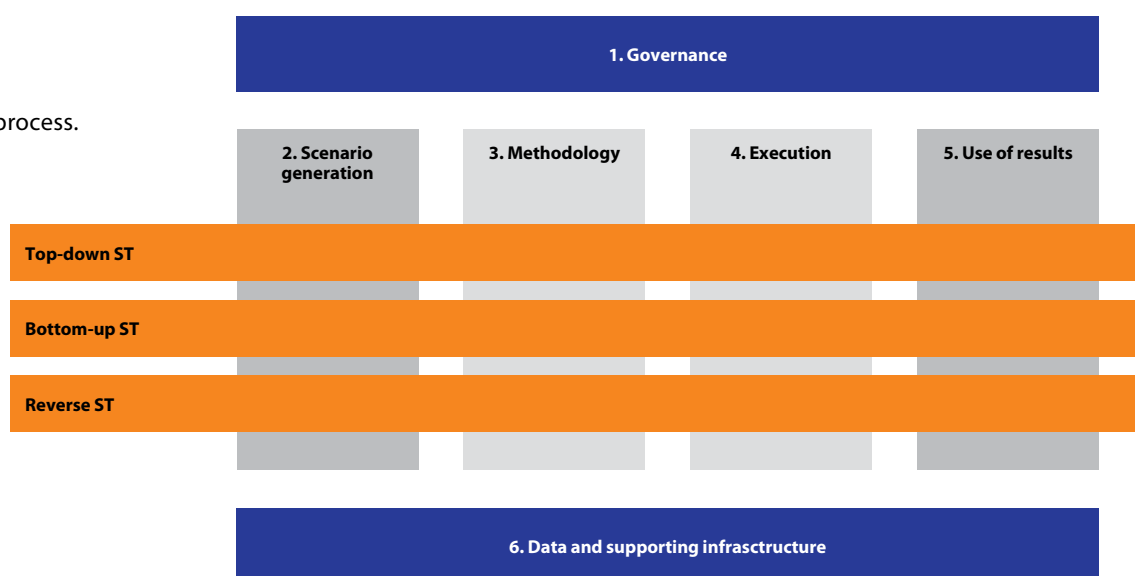 1. Governance
process.
2. Scenario
generation
3. Methodology
4. Execution
5. Use of results
Top-down ST
Bottom-up ST
Reverse ST
6. Data and supporting infrasctructure